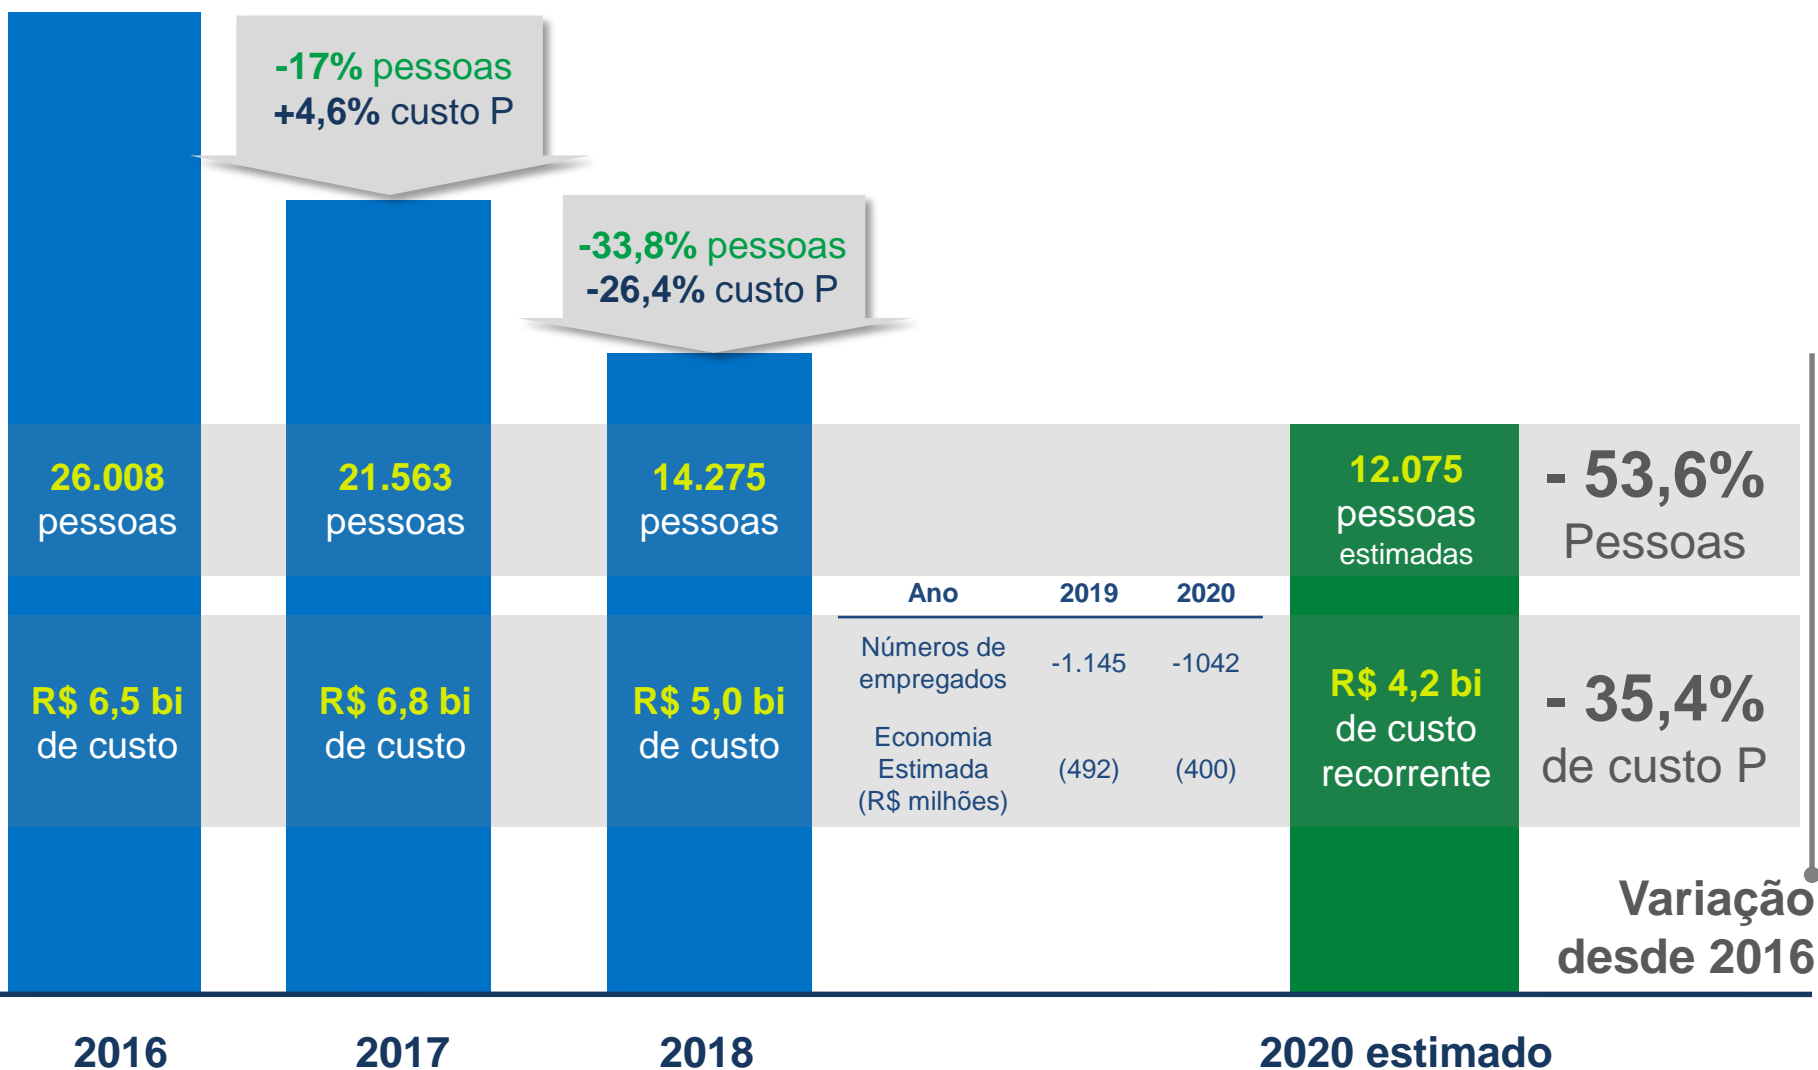 -17% pessoas
+4,6% custo P
-33,8% pessoas
-26,4% custo P
26.008
pessoas
21.563
pessoas
14.275
pessoas
12.075
pessoas
estimadas
- 53,6%
Pessoas
R$ 6,5 bi
de custo
R$ 6,8 bi
de custo
R$ 5,0 bi
de custo
Ano 2019 2020
Números de
empregados
-1.145 -1042
Economia
Estimada
(R$ milhões)
(492) (400)
R$ 4,2 bi
de custo
recorrente
- 35,4%
de custo P
Variação
desde 2016
2016 2017 2018 2020 estimado